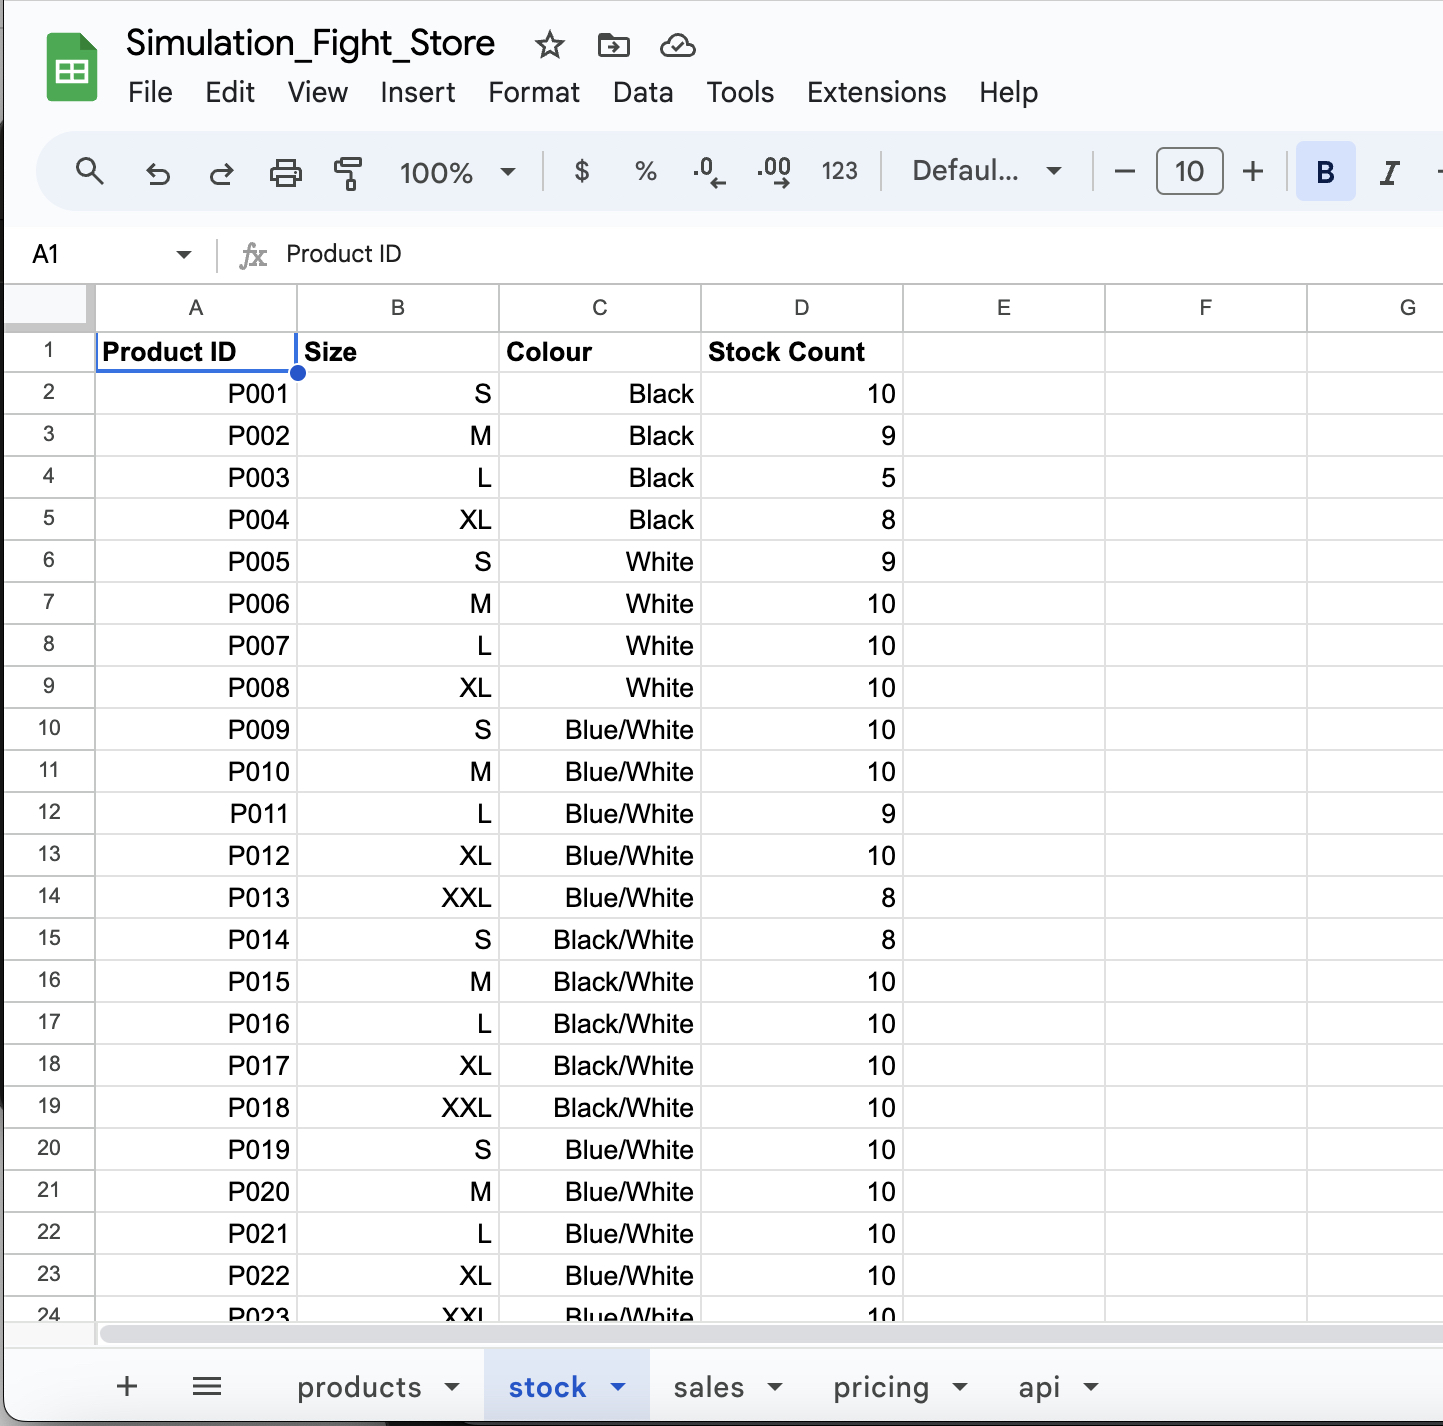 Simulation_Fight_Store
File Edit View Insert Format Data Tools Extensions Help
100% $ % .0 .00 123 Defaul... 10 B I
A1 fx Product ID
A B C D E F G
1 Product ID Size Colour Stock Count
2 P001 S Black 10
3 P002 M Black 9
4 P003 L Black 5
5 P004 XL Black 8
6 P005 S White 9
7 P006 M White 10
8 P007 L White 10
9 P008 XL White 10
10 P009 S Blue/White 10
11 P010 M Blue/White 10
12 P011 L Blue/White 9
13 P012 XL Blue/White 10
14 P013 XXL Blue/White 8
15 P014 S Black/White 8
16 P015 M Black/White 10
17 P016 L Black/White 10
18 P017 XL Black/White 10
19 P018 XXL Black/White 10
20 P019 S Blue/White 10
21 P020 M Blue/White 10
22 P021 L Blue/White 10
23 P022 XL Blue/White 10
24 P023 XXL Blue/White 10
products stock sales pricing api